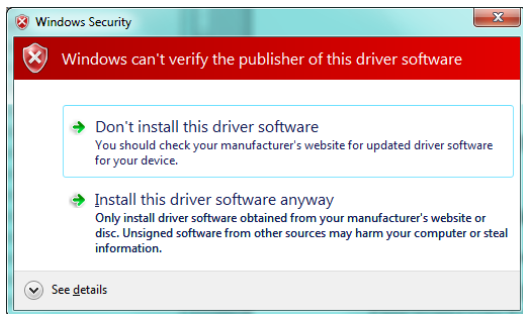 Windows Security
Windows can't verify the publisher of this driver software
Don't install this driver software
You should check your manufacturer's website for updated driver software
for your device.
Install this driver software anyway
Only install driver software obtained from your manufacturer's website or
disc. Unsigned software from other sources may harm your computer or steal
information.
See details